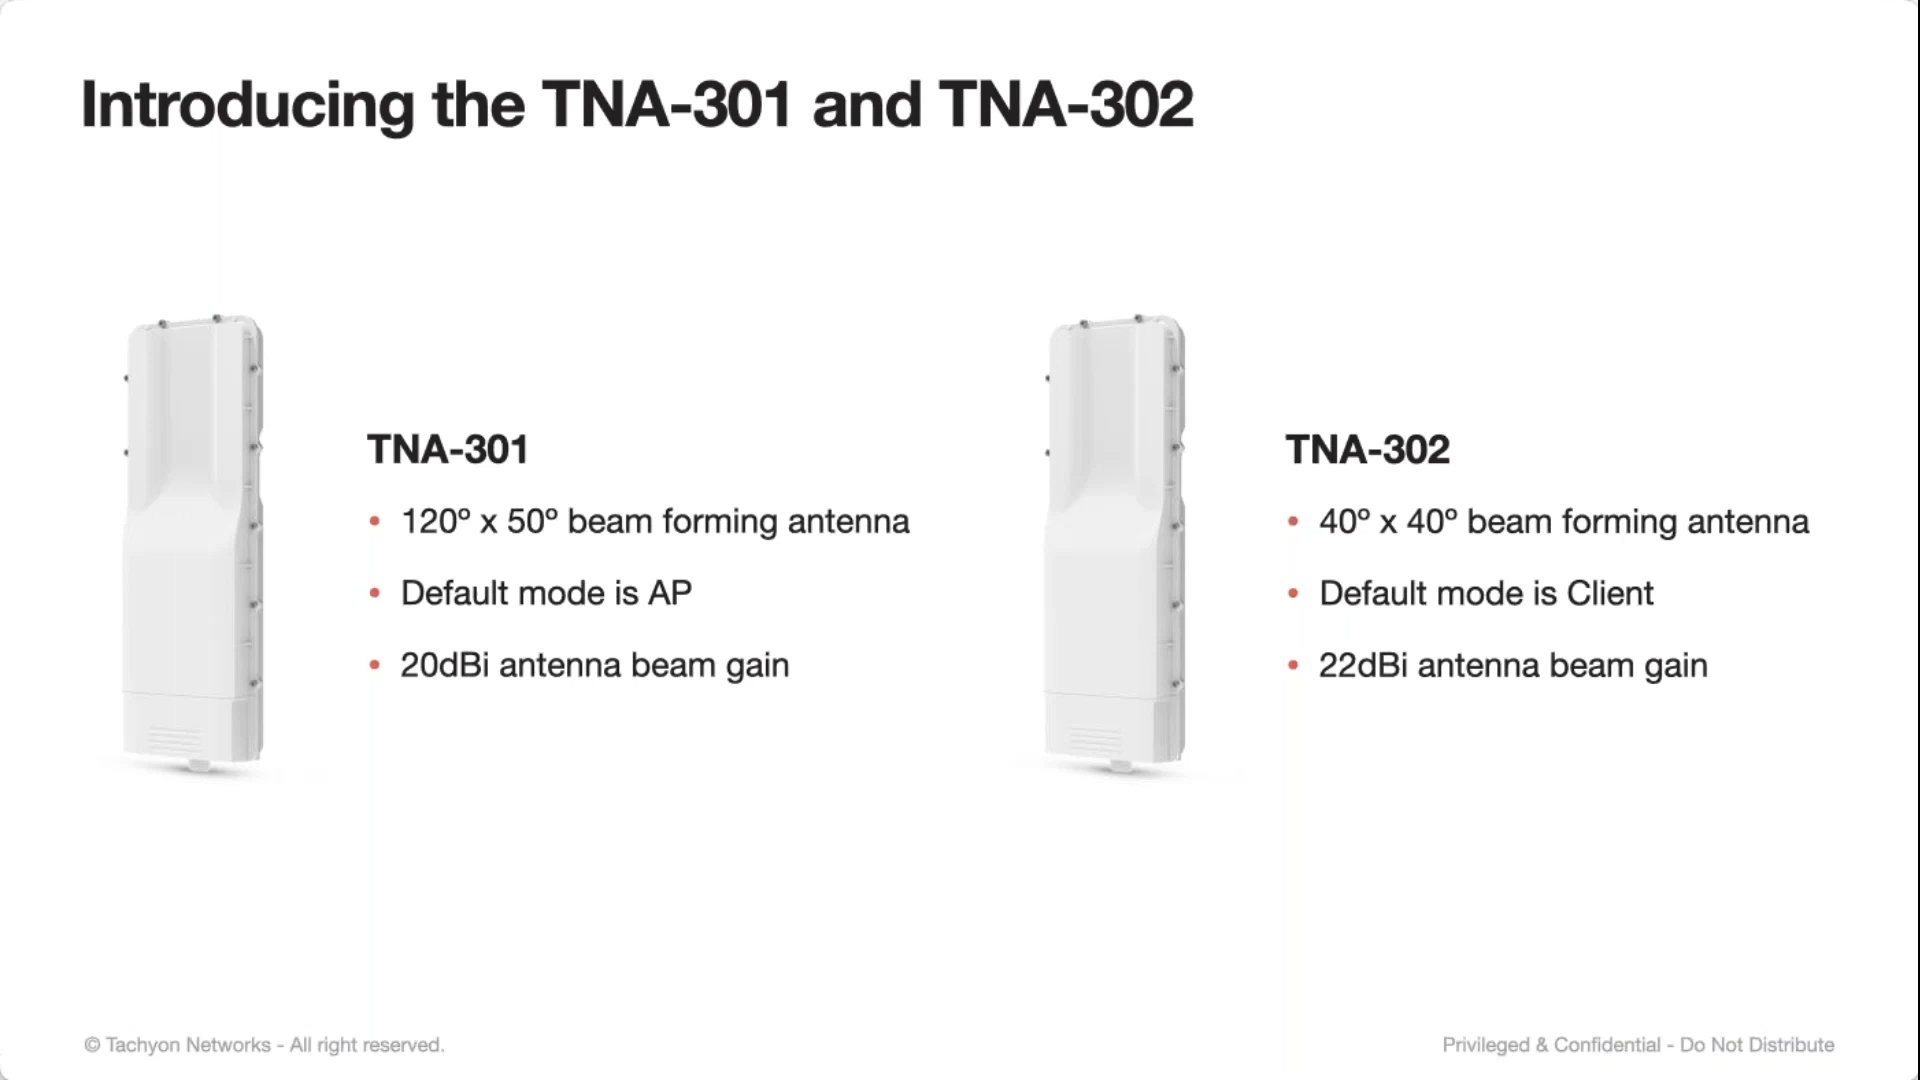 Introducing the TNA-301 and TNA-302
TNA-301
• 120º x 50º beam forming antenna
• Default mode is AP
• 20dBi antenna beam gain
TNA-302
• 40º x 40º beam forming antenna
• Default mode is Client
• 22dBi antenna beam gain
© Tachyon Networks - All right reserved.
Privileged & Confidential - Do Not Distribute